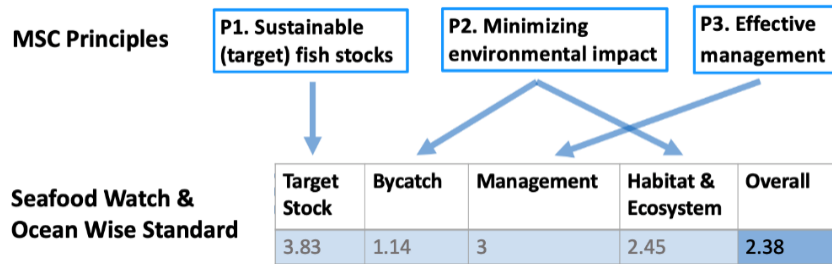 MSC Principles
P1. Sustainable
(target) fish stocks
P2. Minimizing
environmental impact
P3. Effective
management
Seafood Watch &
Ocean Wise Standard
Target
Stock
Bycatch
Management
Habitat &
Ecosystem
Overall
3.83
1.14
3
2.45
2.38